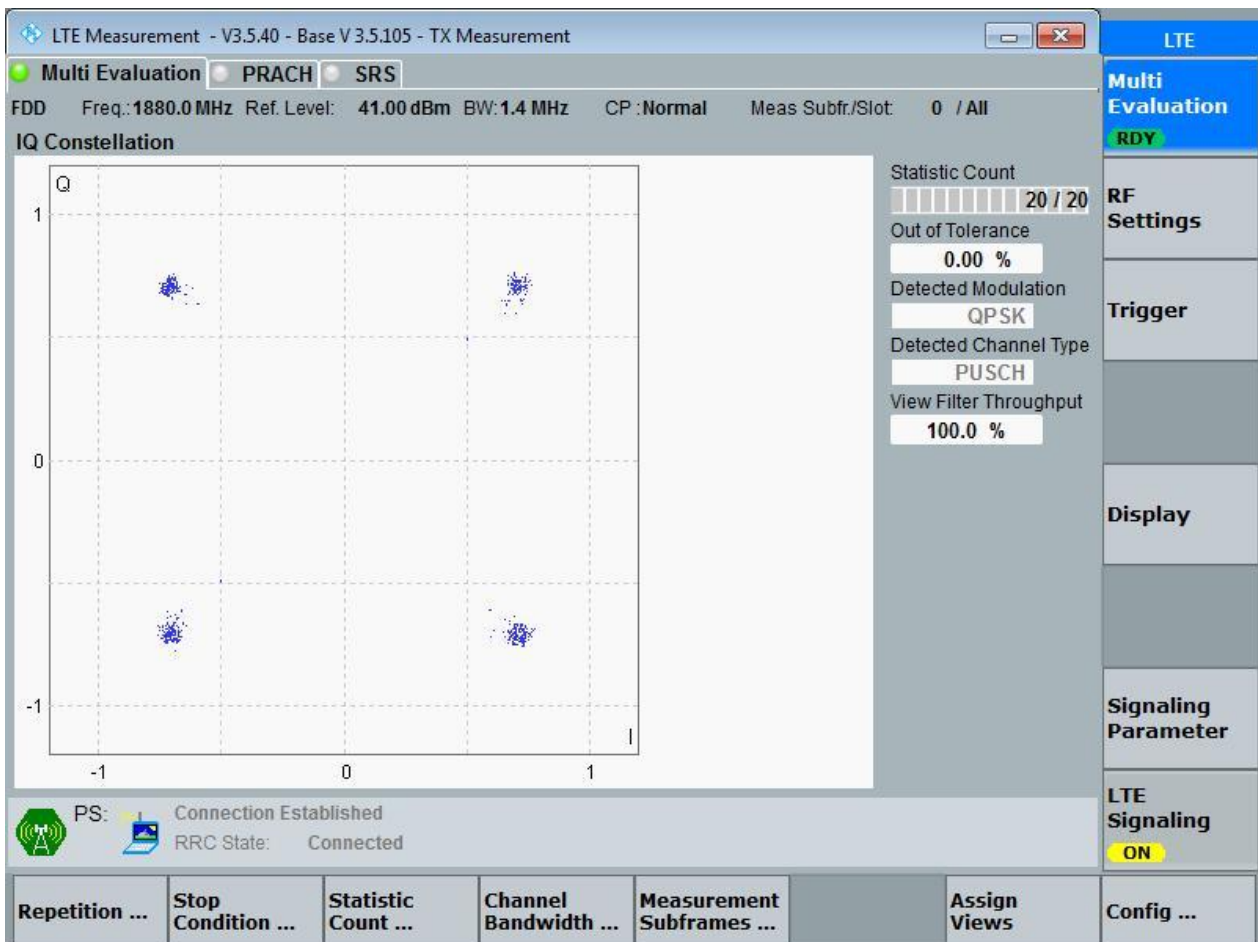 LTE Measurement - V3.5.40 - Base V 3.5.105 - TX Measurement
LTE
Multi Evaluation PRACH SRS
FDD Freq.: 1880.0 MHz Ref. Level: 41.00 dBm BW: 1.4 MHz CP : Normal Meas Subfr./Slot: 0 / All
IQ Constellation
Q
1
0
-1
I
-1 0 1
Statistic Count
20 / 20
Out of Tolerance
0.00 %
Detected Modulation
QPSK
Detected Channel Type
PUSCH
View Filter Throughput
100.0 %
Multi
Evaluation
RDY
RF
Settings
Trigger
Display
Signaling
Parameter
LTE
Signaling
ON
PS: Connection Established
RRC State: Connected
Repetition ...
Stop
Condition ...
Statistic
Count ...
Channel
Bandwidth ...
Measurement
Subframes ...
Assign
Views
Config ...